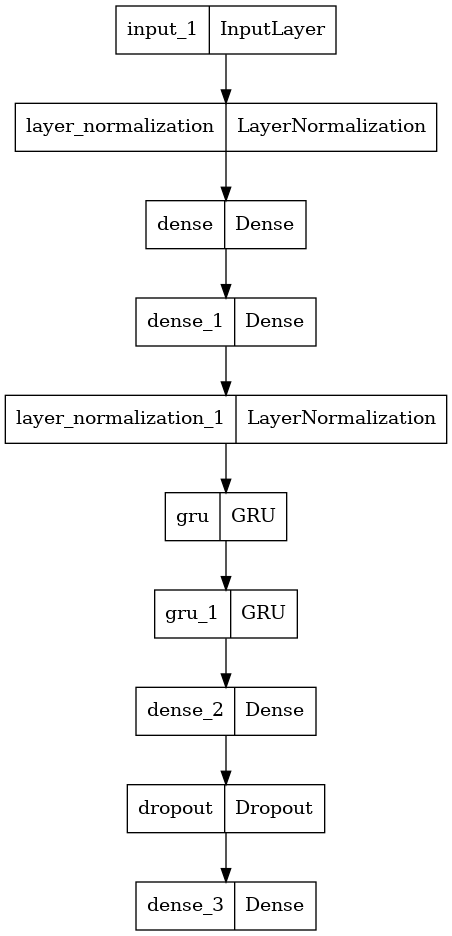 input_1 InputLayer
layer_normalization LayerNormalization
dense Dense
dense_1 Dense
layer_normalization_1 LayerNormalization
gru GRU
gru_1 GRU
dense_2 Dense
dropout Dropout
dense_3 Dense